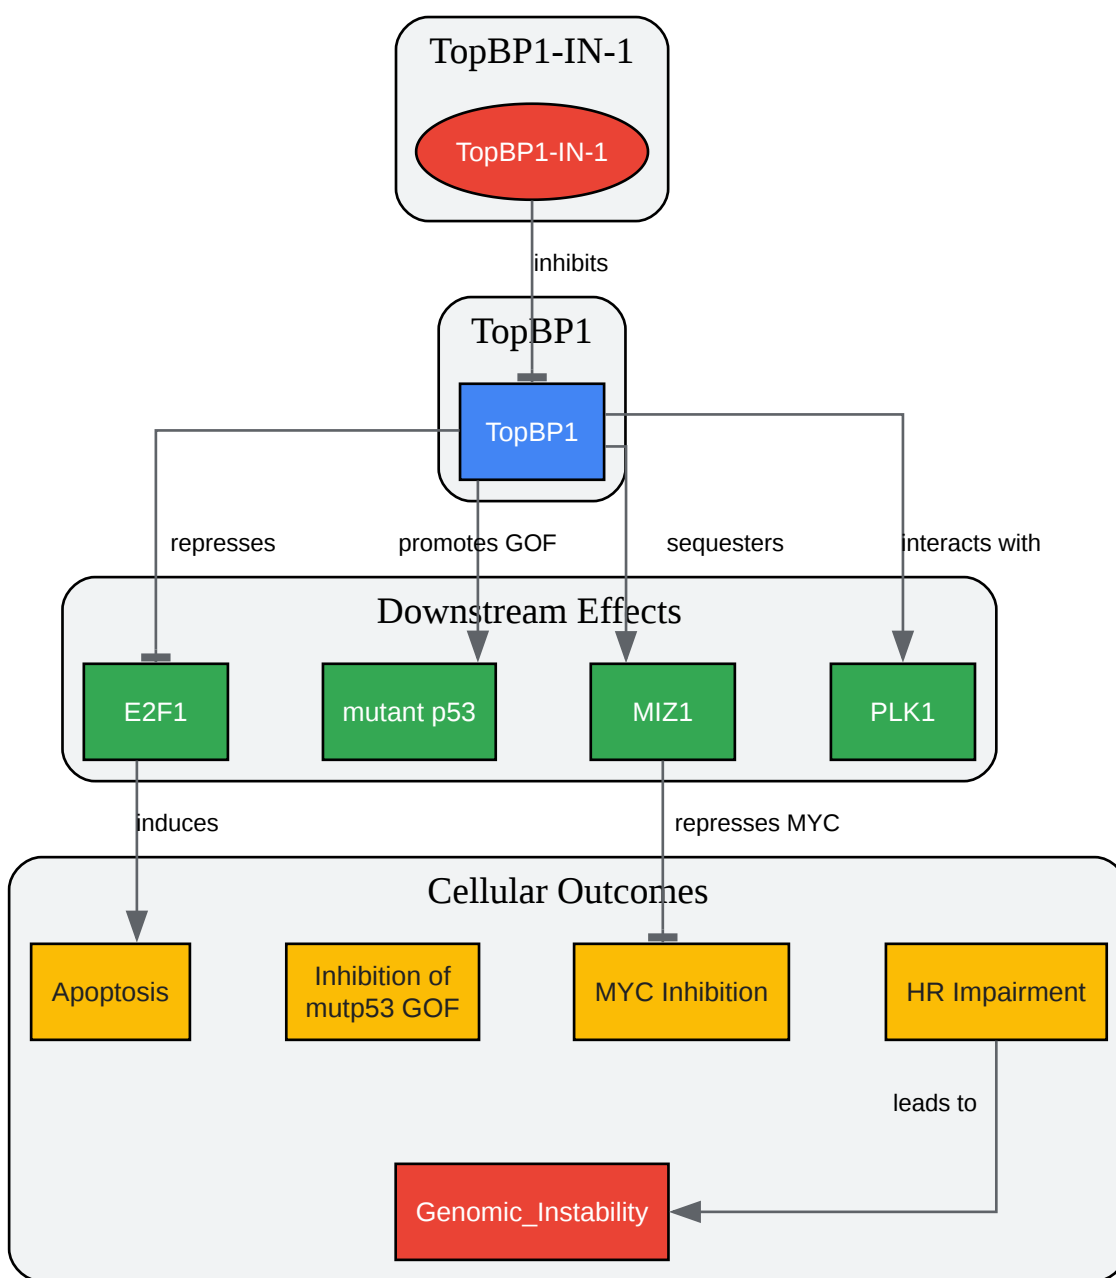 TopBP1-IN-1
TopBP1-IN-1
inhibits
TopBP1
TopBP1
represses
promotes GOF
sequesters
interacts with
Downstream Effects
E2F1
mutant p53
MIZ1
PLK1
induces
represses MYC
Cellular Outcomes
Apoptosis
Inhibition of
mutp53 GOF
MYC Inhibition
HR Impairment
leads to
Genomic_Instability